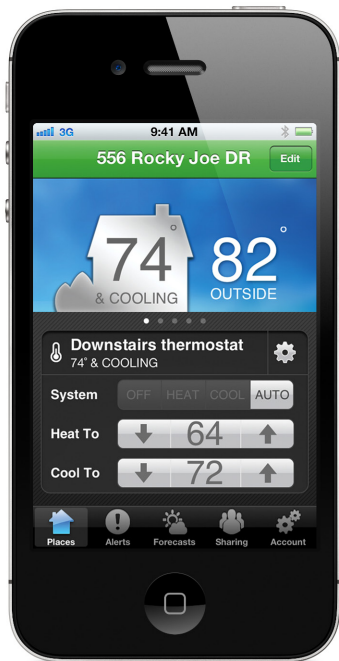 3G 9:41 AM
556 Rocky Joe DR Edit
74° 82°
& COOLING OUTSIDE
Downstairs thermostat
74° & COOLING
System OFF HEAT COOL AUTO
Heat To 64
Cool To 72
Places Alerts Forecasts Sharing Account